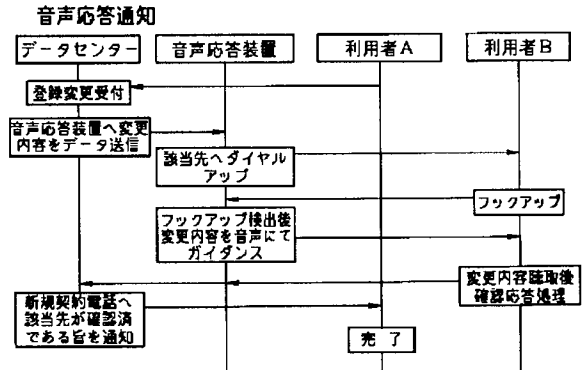 音声応答通知
データセンター
音声応答装置
利用者A
利用者B
登録変更受付
音声応答装置へ変更
内容をデータ送信
該当先へダイヤル
アップ
フックアップ
フックアップ検出後
変更内容を音声にて
ガイダンス
変更内容聴取後
確認応答処理
新規契約電話へ
該当先が確認済
である旨を通知
完了